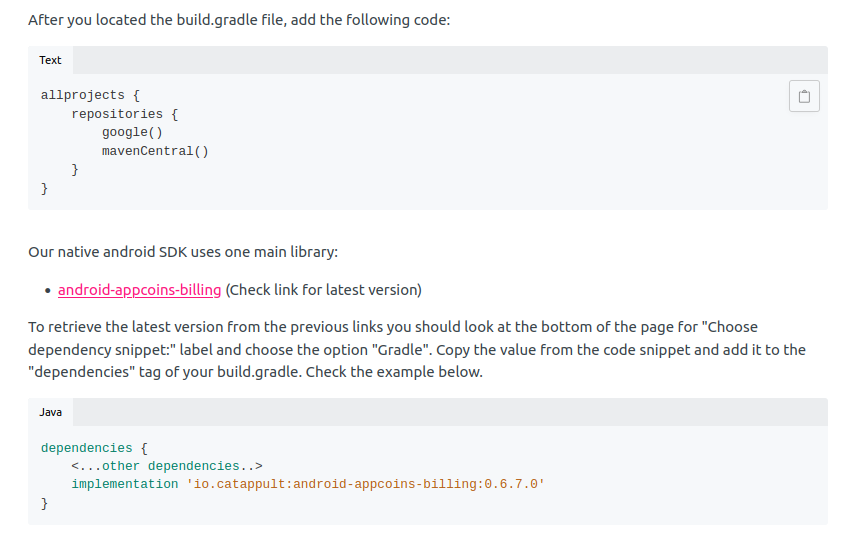 After you located the build.gradle file, add the following code:
Text
allprojects {
    repositories {
        google()
        mavenCentral()
    }
}
Our native android SDK uses one main library:
• android-appcoins-billing (Check link for latest version)
To retrieve the latest version from the previous links you should look at the bottom of the page for "Choose
dependency snippet:" label and choose the option "Gradle". Copy the value from the code snippet and add it to the
"dependencies" tag of your build.gradle. Check the example below.
Java
dependencies {
    <...other dependencies..>
    implementation 'io.catappult:android-appcoins-billing:0.6.7.0'
}